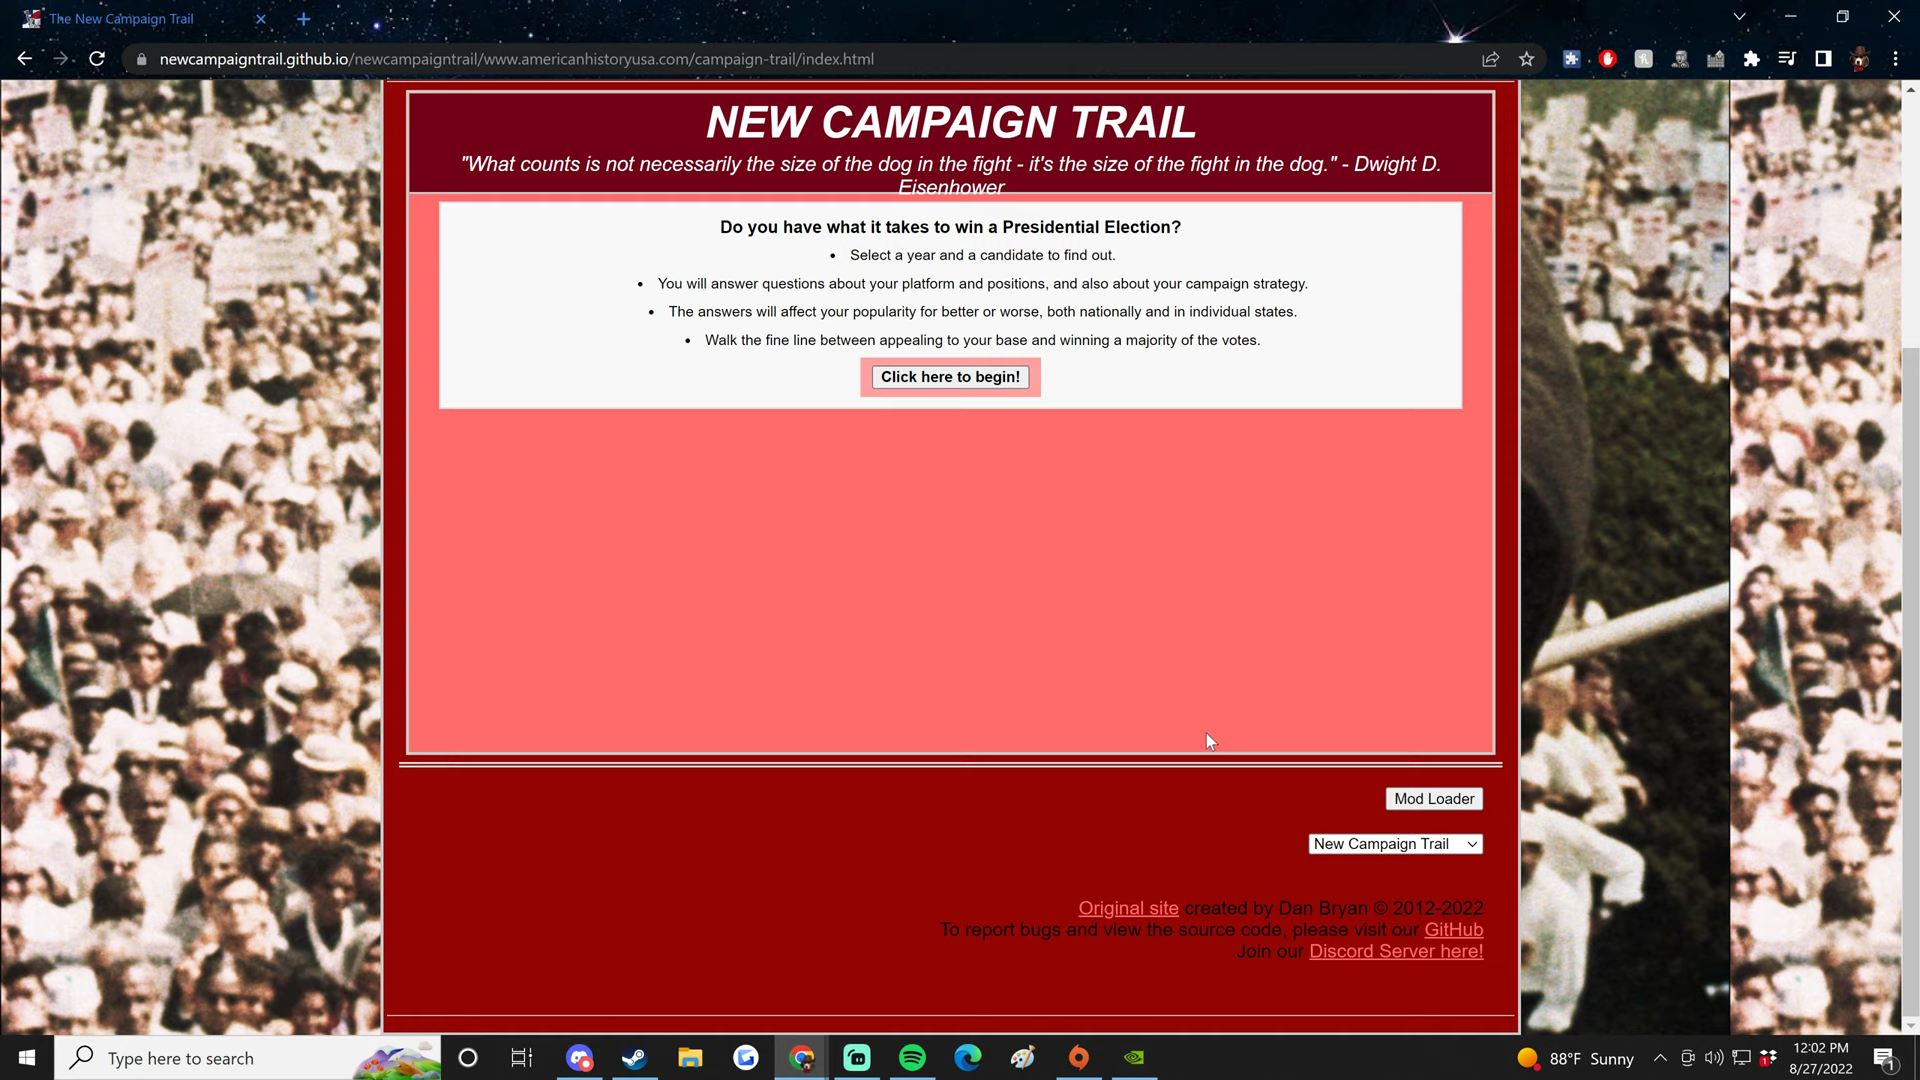 The New Campaign Trail
newcampaigntrail.github.io/newcampaigntrail/www.americanhistoryusa.com/campaign-trail/index.html
NEW CAMPAIGN TRAIL
"What counts is not necessarily the size of the dog in the fight - it's the size of the fight in the dog." - Dwight D.
Eisenhower
Do you have what it takes to win a Presidential Election?
• Select a year and a candidate to find out.
• You will answer questions about your platform and positions, and also about your campaign strategy.
• The answers will affect your popularity for better or worse, both nationally and in individual states.
• Walk the fine line between appealing to your base and winning a majority of the votes.
Click here to begin!
Mod Loader
New Campaign Trail
Original site created by Dan Bryan © 2012-2022
To report bugs and view the source code, please visit our GitHub
Join our Discord Server here!
Type here to search
88°F Sunny
12:02 PM
8/27/2022
1